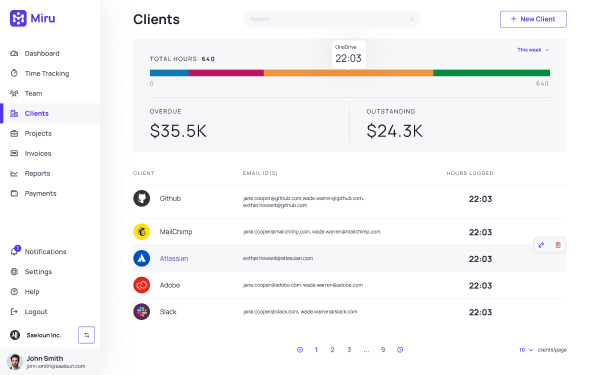 Miru
Dashboard
Time Tracking
Team
Clients
Projects
Invoices
Reports
Payments
1
Notifications
Settings
Help
Logout
Saeloun Inc.
John Smith
john.smith@saeloun.com
Clients
Search
+ New Client
This week
TOTAL HOURS: 640
OneDrive
22:03
0
640
OVERDUE
OUTSTANDING
$35.5K
$24.3K
CLIENT
EMAIL ID(S)
HOURS LOGGED
Github
jane.cooper@github.com, wade.warren@github.com,
esther.howard@github.com
22:03
MailChimp
jane.cooper@mailchimp.com, wade.warren@mailchimp.com
22:03
Atlassian
esther.howard@atlassian.com
22:03
Adobe
jane.cooper@adobe.com, wade.warren@adobe.com
22:03
Slack
jane.cooper@slack.com, wade.warren@slack.com
22:03
1 2 3 ... 9
10 clients/page